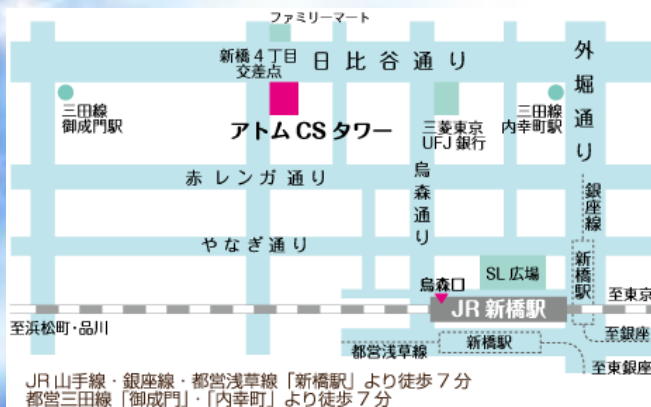 ファミリーマート
新橋4丁目
交差点
日比谷通り
外堀通り
三田線
御成門駅
アトムCSタワー
三菱東京
UFJ銀行
三田線
内幸町駅
赤レンガ通り
烏森通り
銀座線
やなぎ通り
新橋駅
SL広場
烏森口
JR新橋駅
至東京
至浜松町・品川
至銀座
都営浅草線
新橋駅
至東銀座
JR山手線・銀座線・都営浅草線「新橋駅」より徒歩7分
都営三田線「御成門」・「内幸町」より徒歩7分